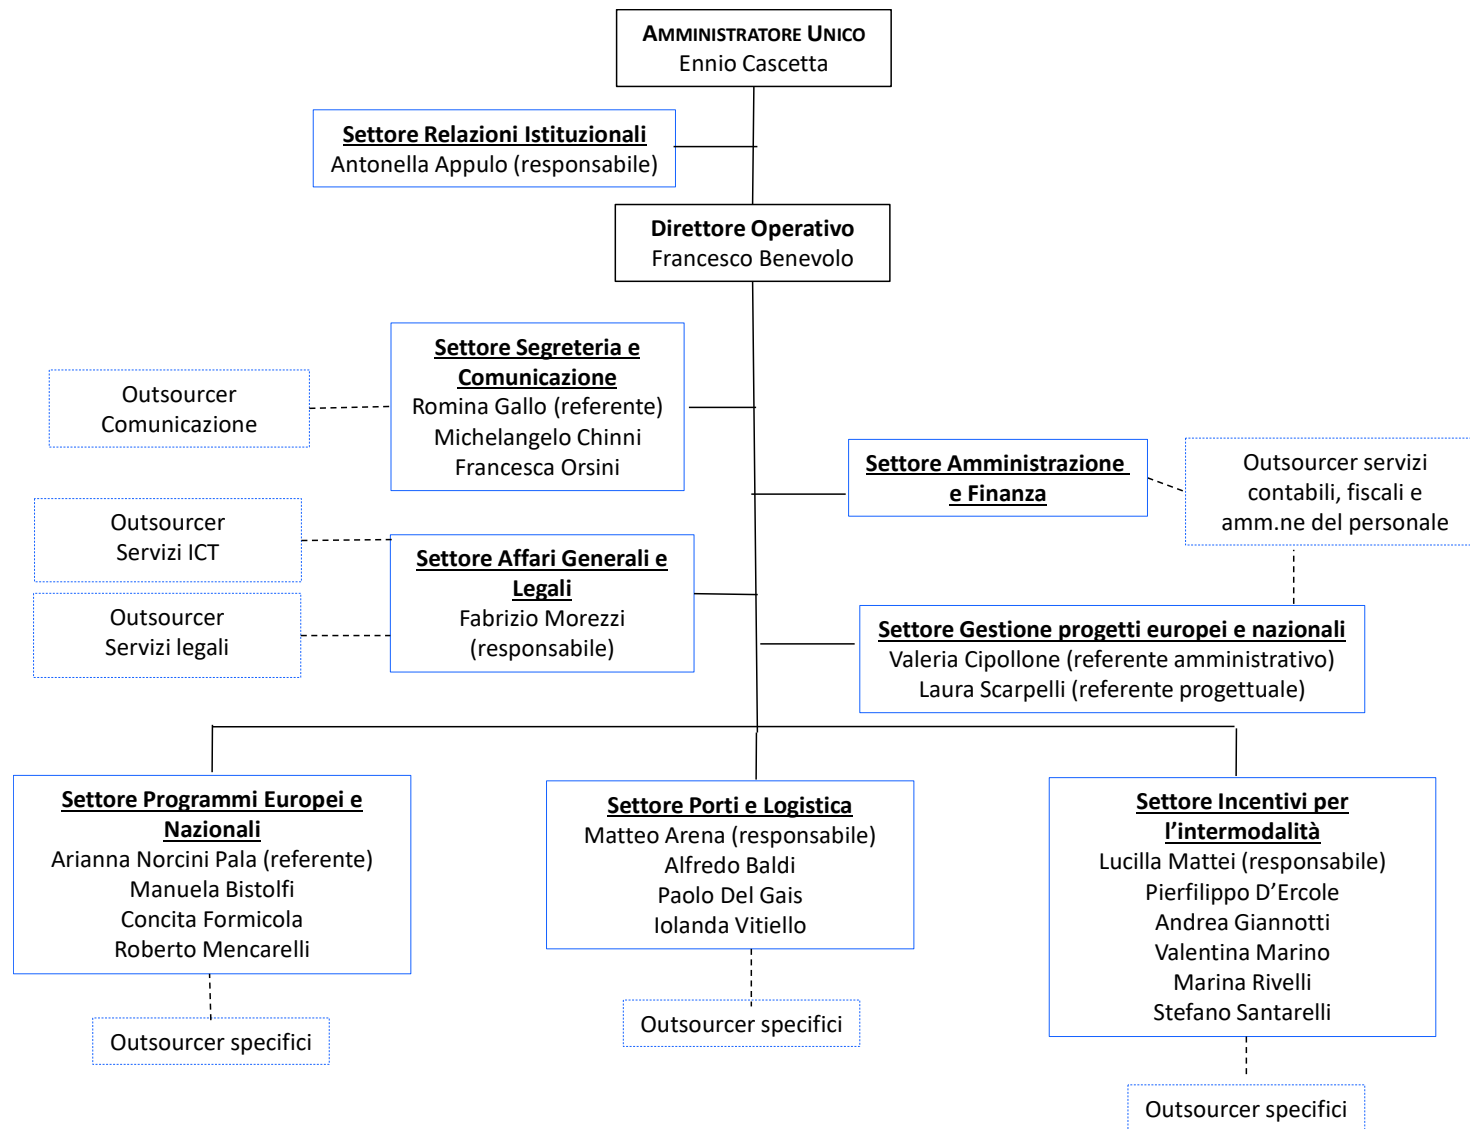 AMMINISTRATORE UNICO
Ennio Cascetta
Settore Relazioni Istituzionali
Antonella Appulo (responsabile)
Direttore Operativo
Francesco Benevolo
Settore Segreteria e
Comunicazione
Romina Gallo (referente)
Michelangelo Chinni
Francesca Orsini
Outsourcer
Comunicazione
Settore Amministrazione
e Finanza
Outsourcer servizi
contabili, fiscali e
amm.ne del personale
Outsourcer
Servizi ICT
Settore Affari Generali e
Legali
Fabrizio Morezzi
(responsabile)
Outsourcer
Servizi legali
Settore Gestione progetti europei e nazionali
Valeria Cipollone (referente amministrativo)
Laura Scarpelli (referente progettuale)
Settore Programmi Europei e
Nazionali
Arianna Norcini Pala (referente)
Manuela Bistolfi
Concita Formicola
Roberto Mencarelli
Outsourcer specifici
Settore Porti e Logistica
Matteo Arena (responsabile)
Alfredo Baldi
Paolo Del Gais
Iolanda Vitiello
Outsourcer specifici
Settore Incentivi per
l’intermodalità
Lucilla Mattei (responsabile)
Pierfilippo D’Ercole
Andrea Giannotti
Valentina Marino
Marina Rivelli
Stefano Santarelli
Outsourcer specifici